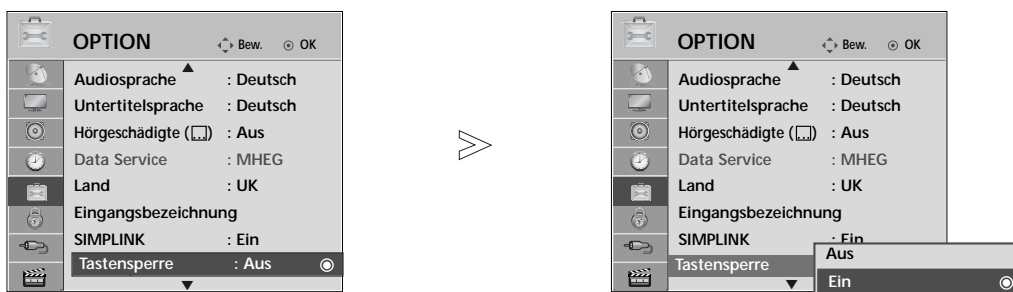 OPTION Bew. OK
Audiosprache : Deutsch
Untertitelsprache : Deutsch
Hörgeschädigte ( ) : Aus
Data Service : MHEG
Land : UK
Eingangsbezeichnung
SIMPLINK : Ein
Tastensperre : Aus
OPTION Bew. OK
Audiosprache : Deutsch
Untertitelsprache : Deutsch
Hörgeschädigte ( ) : Aus
Data Service : MHEG
Land : UK
Eingangsbezeichnung
SIMPLINK : Ein
Tastensperre
Aus
Ein